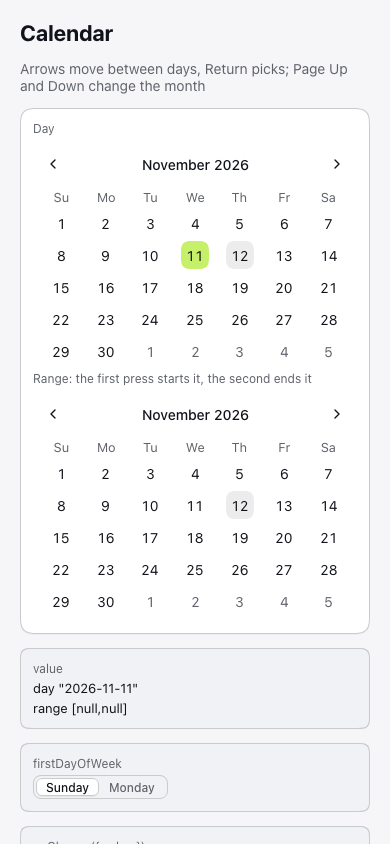 Calendar
Arrows move between days, Return picks; Page Up
and Down change the month
Day
November 2026
Su Mo Tu We Th Fr Sa
1 2 3 4 5 6 7
8 9 10 11 12 13 14
15 16 17 18 19 20 21
22 23 24 25 26 27 28
29 30 1 2 3 4 5
Range: the first press starts it, the second ends it
November 2026
Su Mo Tu We Th Fr Sa
1 2 3 4 5 6 7
8 9 10 11 12 13 14
15 16 17 18 19 20 21
22 23 24 25 26 27 28
29 30 1 2 3 4 5
value
day "2026-11-11"
range [null,null]
firstDayOfWeek
Sunday Monday